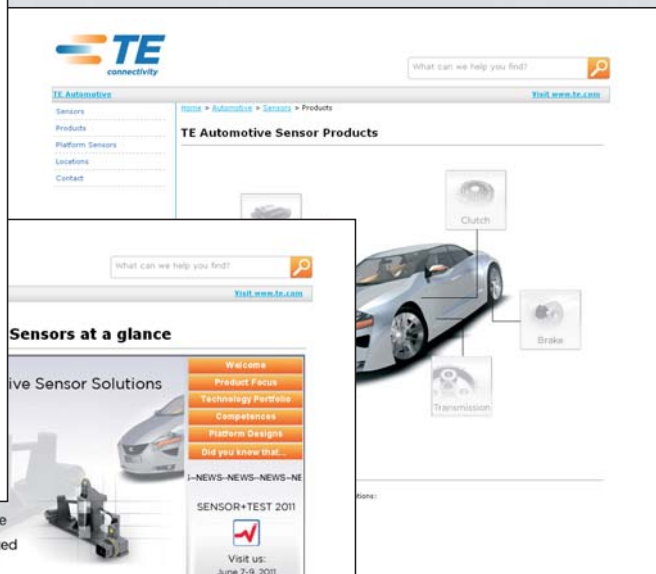 TE
connectivity
What can we help you find?
TE Automotive
Visit www.te.com
Sensors
Products
Platform Sensors
Locations
Contact
Home > Automotive > Sensors > Products
TE Automotive Sensor Products
Clutch
Brake
Transmission
What can we help you find?
Visit www.te.com
Sensors at a glance
ive Sensor Solutions
Welcome
Product Focus
Technology Portfolio
Competences
Platform Designs
Did you know that...
NEWS--NEWS--NEWS--NE
SENSOR+TEST 2011
Visit us:
June 7-9, 2011
e
ed
tions: